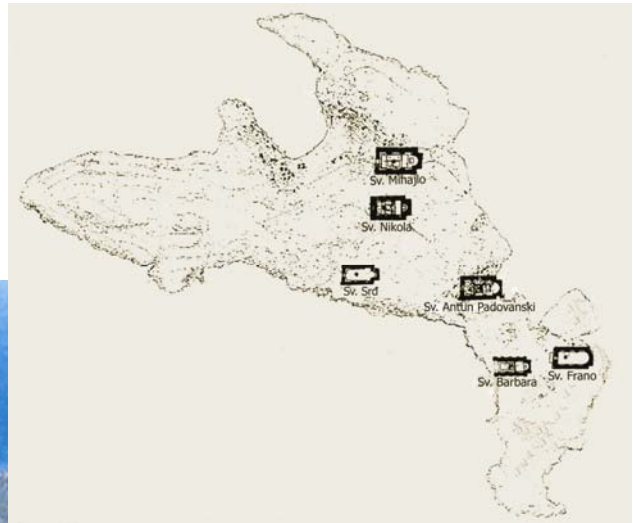 Sv. Mihajlo
Sv. Nikola
Sv. Srđ
Sv. Antun Padovanski
Sv. Barbara
Sv. Frano